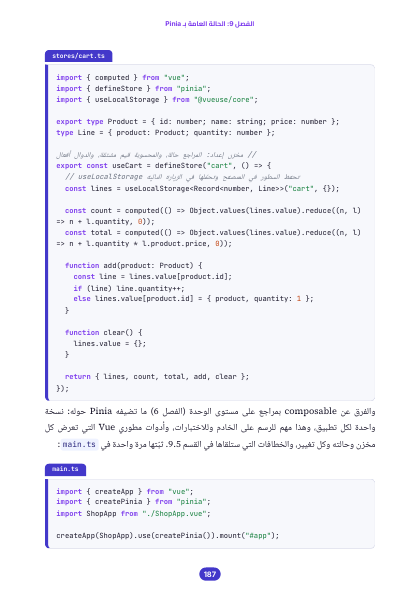 الفصل 9: الحالة العامة بـ Pinia
stores/cart.ts
import { computed } from "vue";
import { defineStore } from "pinia";
import { useLocalStorage } from "@vueuse/core";
export type Product = { id: number; name: string; price: number };
type Line = { product: Product; quantity: number };
// مخزن إعداد: المراجع حالة، والمحسوبة قيم مشتقة، والدوال أفعال
export const useCart = defineStore("cart", () => {
// useLocalStorage تحفظ السطور في المتصفح وتحمّلها في الزيارة التالية
const lines = useLocalStorage<Record<number, Line>>("cart", {});
const count = computed(() => Object.values(lines.value).reduce((n, l)
=> n + l.quantity, 0));
const total = computed(() => Object.values(lines.value).reduce((n, l)
=> n + l.quantity * l.product.price, 0));
function add(product: Product) {
const line = lines.value[product.id];
if (line) line.quantity++;
else lines.value[product.id] = { product, quantity: 1 };
}
function clear() {
lines.value = {};
}
return { lines, count, total, add, clear };
});
والفرق عن composable بمراجع على مستوى الوحدة (الفصل 6) ما تضيفه Pinia حوله: نسخة
واحدة لكل تطبيق، وهذا مهم للرسم على الخادم وللاختبارات، وأدوات مطوري Vue التي تعرض كل
مخزن وحالته وكل تغيير، والخطافات التي ستلقاها في القسم 9.5. ثبّتها مرة واحدة في main.ts:
main.ts
import { createApp } from "vue";
import { createPinia } from "pinia";
import ShopApp from "./ShopApp.vue";
createApp(ShopApp).use(createPinia()).mount("#app");
187